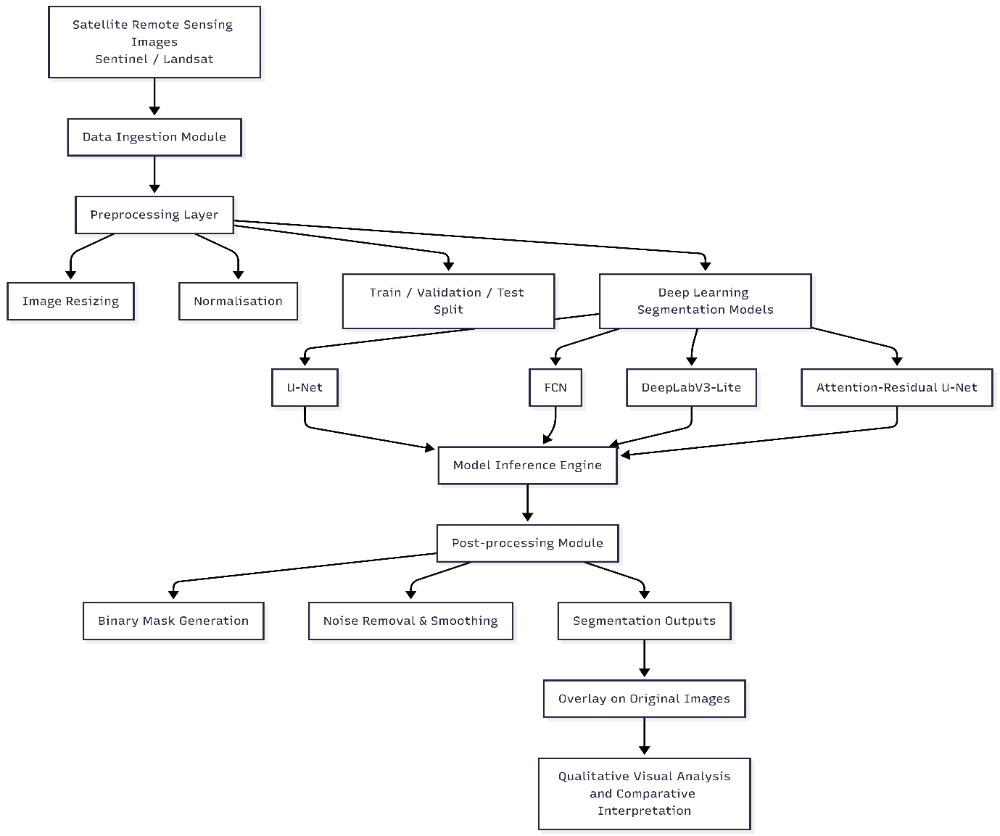 Satellite Remote Sensing
Images
Sentinel / Landsat
Data Ingestion Module
Preprocessing Layer
Image Resizing
Normalisation
Train / Validation / Test
Split
Deep Learning
Segmentation Models
U-Net
FCN
DeepLabV3-Lite
Attention-Residual U-Net
Model Inference Engine
Post-processing Module
Binary Mask Generation
Noise Removal & Smoothing
Segmentation Outputs
Overlay on Original Images
Qualitative Visual Analysis
and Comparative
Interpretation